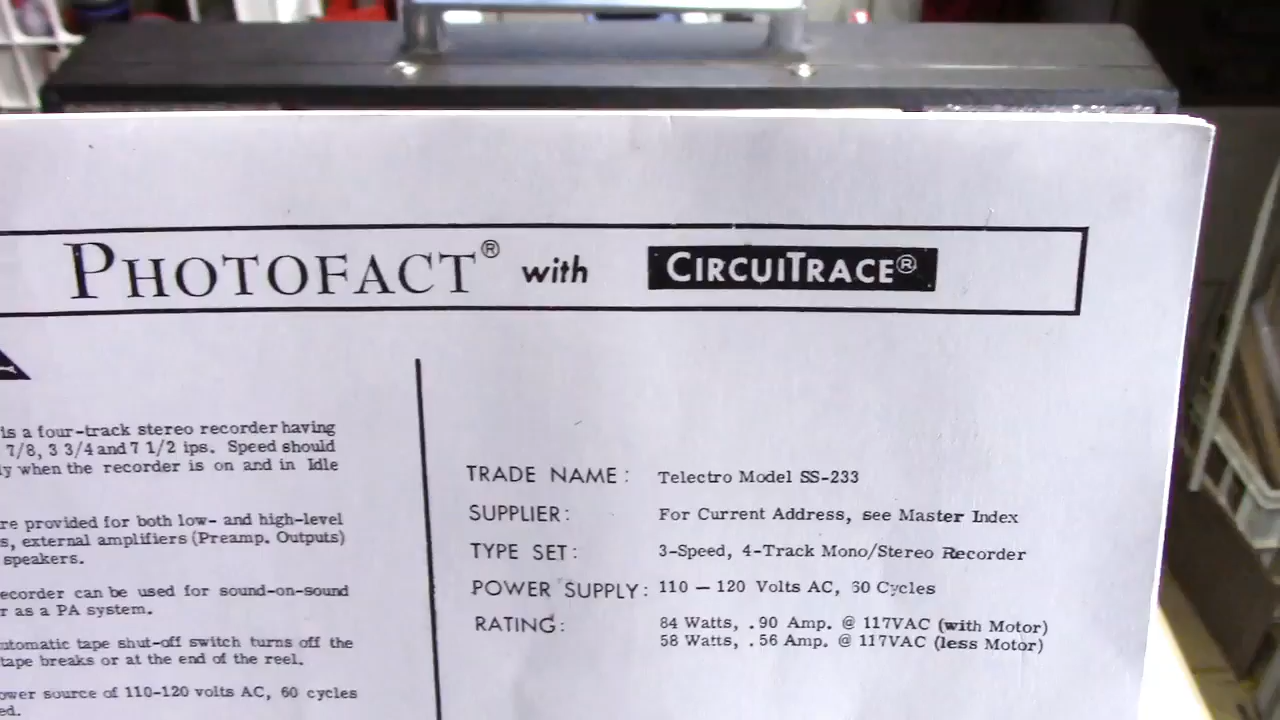 PHOTOFACT® with CIRCUITRACE®
is a four-track stereo recorder having
7/8, 3 3/4 and 7 1/2 ips. Speed should
when the recorder is on and in Idle
provided for both low- and high-level
external amplifiers (Preamp. Outputs)
speakers.
can be used for sound-on-sound
as a PA system.
tape shut-off switch turns off the
tape breaks or at the end of the reel.
source of 110-120 volts AC, 60 cycles
TRADE NAME: Telectro Model SS-233
SUPPLIER: For Current Address, see Master Index
TYPE SET: 3-Speed, 4-Track Mono/Stereo Recorder
POWER SUPPLY: 110 — 120 Volts AC, 60 Cycles
RATING: 84 Watts, .90 Amp. @ 117VAC (with Motor)
58 Watts, .56 Amp. @ 117VAC (less Motor)